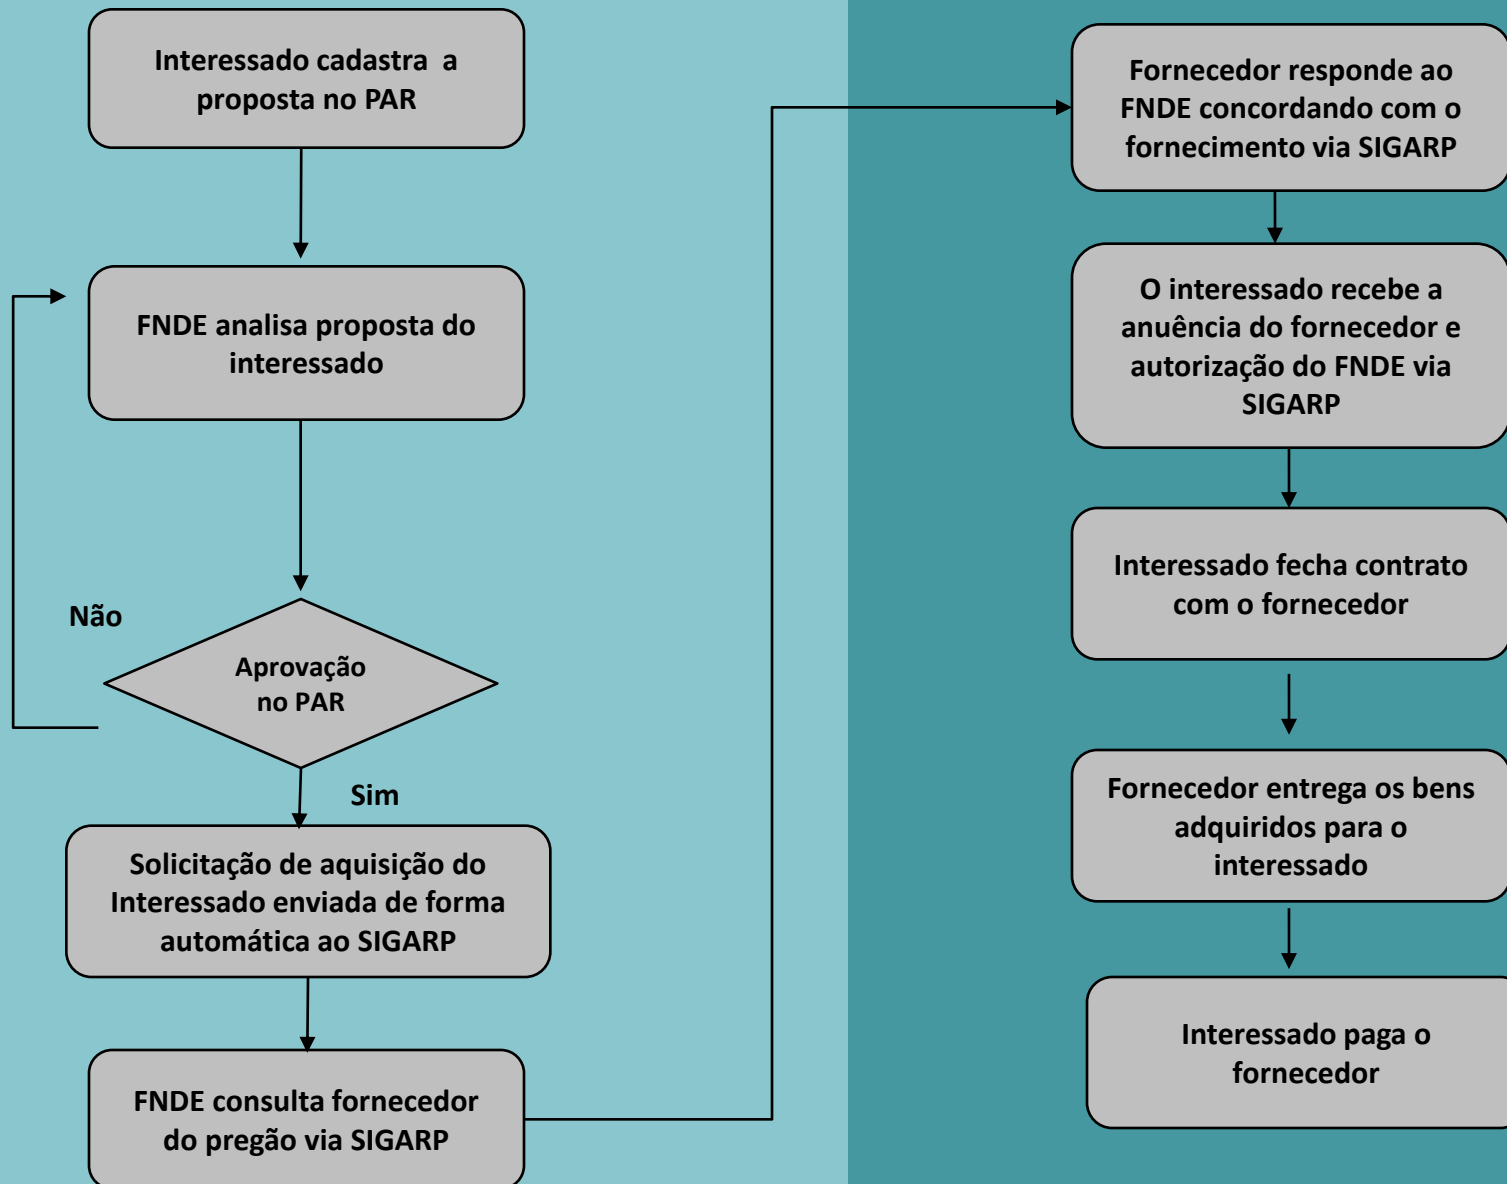 Interessado cadastra a
proposta no PAR
FNDE analisa proposta do
interessado
Não
Aprovação
no PAR
Sim
Solicitação de aquisição do
Interessado enviada de forma
automática ao SIGARP
FNDE consulta fornecedor
do pregão via SIGARP
Fornecedor responde ao
FNDE concordando com o
fornecimento via SIGARP
O interessado recebe a
anuência do fornecedor e
autorização do FNDE via
SIGARP
Interessado fecha contrato
com o fornecedor
Fornecedor entrega os bens
adquiridos para o
interessado
Interessado paga o
fornecedor